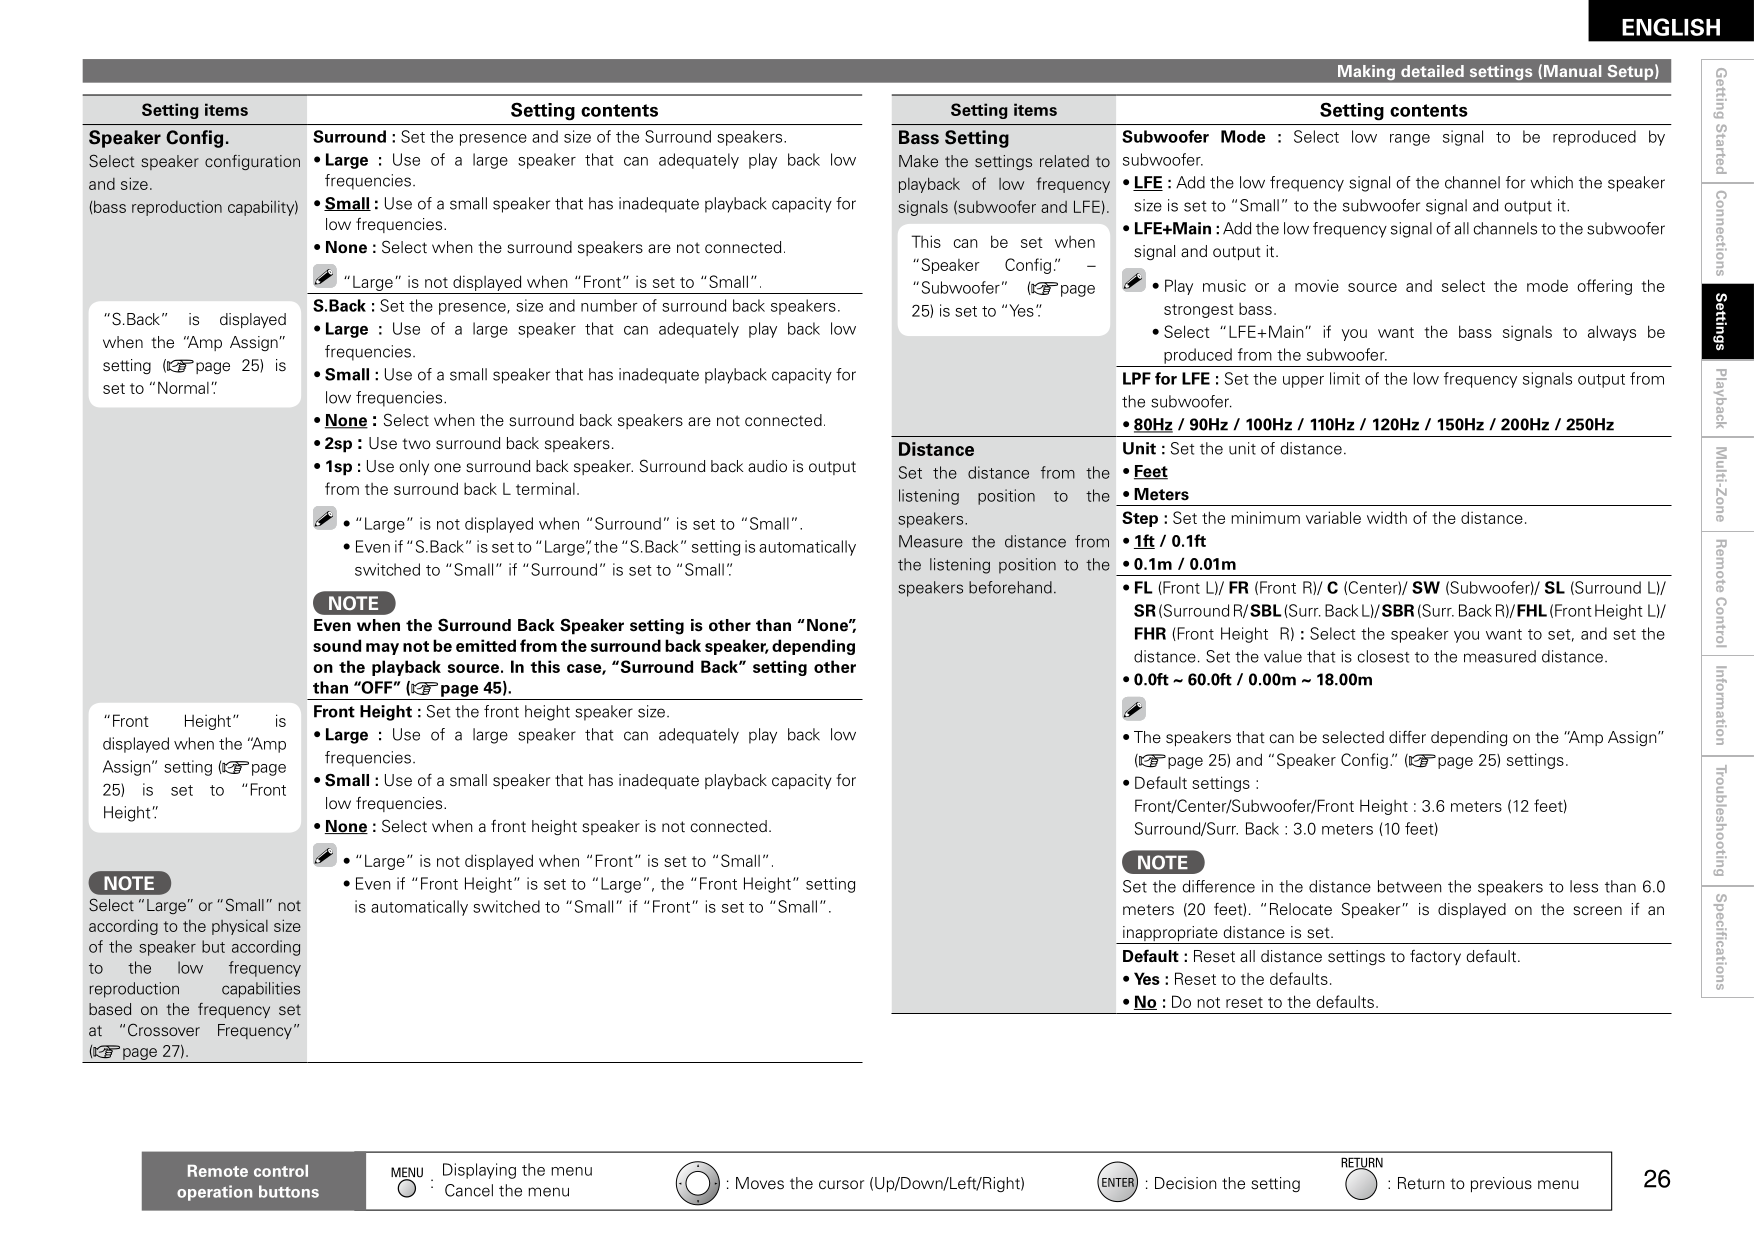 ENGLISH
Making detailed settings (Manual Setup)
Setting items
Setting contents
Speaker Config.
Select speaker configuration
and size.
(bass reproduction capability)
“S.Back” is displayed
when the “Amp Assign”
setting (page 25) is
set to “Normal”.
“Front Height” is
displayed when the “Amp
Assign” setting (page
25) is set to “Front
Height”.
NOTE
Select “Large” or “Small” not
according to the physical size
of the speaker but according
to the low frequency
reproduction capabilities
based on the frequency set
at “Crossover Frequency”
(page 27).
Surround : Set the presence and size of the Surround speakers.
• Large : Use of a large speaker that can adequately play back low
frequencies.
• Small : Use of a small speaker that has inadequate playback capacity for
low frequencies.
• None : Select when the surround speakers are not connected.
“Large” is not displayed when “Front” is set to “Small”.
S.Back : Set the presence, size and number of surround back speakers.
• Large : Use of a large speaker that can adequately play back low
frequencies.
• Small : Use of a small speaker that has inadequate playback capacity for
low frequencies.
• None : Select when the surround back speakers are not connected.
• 2sp : Use two surround back speakers.
• 1sp : Use only one surround back speaker. Surround back audio is output
from the surround back L terminal.
• “Large” is not displayed when “Surround” is set to “Small”.
• Even if “S.Back” is set to “Large”, the “S.Back” setting is automatically
switched to “Small” if “Surround” is set to “Small”.
NOTE
Even when the Surround Back Speaker setting is other than “None”,
sound may not be emitted from the surround back speaker, depending
on the playback source. In this case, “Surround Back” setting other
than “OFF” (page 45).
Front Height : Set the front height speaker size.
• Large : Use of a large speaker that can adequately play back low
frequencies.
• Small : Use of a small speaker that has inadequate playback capacity for
low frequencies.
• None : Select when a front height speaker is not connected.
• “Large” is not displayed when “Front” is set to “Small”.
• Even if “Front Height” is set to “Large”, the “Front Height” setting
is automatically switched to “Small” if “Front” is set to “Small”.
Setting items
Setting contents
Bass Setting
Make the settings related to
playback of low frequency
signals (subwoofer and LFE).
This can be set when
“Speaker Config.” –
“Subwoofer” (page
25) is set to “Yes”.
Subwoofer Mode : Select low range signal to be reproduced by
subwoofer.
• LFE : Add the low frequency signal of the channel for which the speaker
size is set to “Small” to the subwoofer signal and output it.
• LFE+Main : Add the low frequency signal of all channels to the subwoofer
signal and output it.
• Play music or a movie source and select the mode offering the
strongest bass.
• Select “LFE+Main” if you want the bass signals to always be
produced from the subwoofer.
LPF for LFE : Set the upper limit of the low frequency signals output from
the subwoofer.
• 80Hz / 90Hz / 100Hz / 110Hz / 120Hz / 150Hz / 200Hz / 250Hz
Distance
Set the distance from the
listening position to the
speakers.
Measure the distance from
the listening position to the
speakers beforehand.
Unit : Set the unit of distance.
• Feet
• Meters
Step : Set the minimum variable width of the distance.
• 1ft / 0.1ft
• 0.1m / 0.01m
• FL (Front L)/ FR (Front R)/ C (Center)/ SW (Subwoofer)/ SL (Surround L)/
SR (Surround R/ SBL (Surr. Back L)/ SBR (Surr. Back R)/ FHL (Front Height L)/
FHR (Front Height R) : Select the speaker you want to set, and set the
distance. Set the value that is closest to the measured distance.
• 0.0ft ~ 60.0ft / 0.00m ~ 18.00m
• The speakers that can be selected differ depending on the “Amp Assign”
(page 25) and “Speaker Config.” (page 25) settings.
• Default settings :
Front/Center/Subwoofer/Front Height : 3.6 meters (12 feet)
Surround/Surr. Back : 3.0 meters (10 feet)
NOTE
Set the difference in the distance between the speakers to less than 6.0
meters (20 feet). “Relocate Speaker” is displayed on the screen if an
inappropriate distance is set.
Default : Reset all distance settings to factory default.
• Yes : Reset to the defaults.
• No : Do not reset to the defaults.
Getting Started
Connections
Settings
Playback
Multi-Zone
Remote Control
Information
Troubleshooting
Specifications
Remote control
operation buttons
MENU
: Displaying the menu
Cancel the menu
: Moves the cursor (Up/Down/Left/Right)
ENTER : Decision the setting
RETURN
: Return to previous menu
26